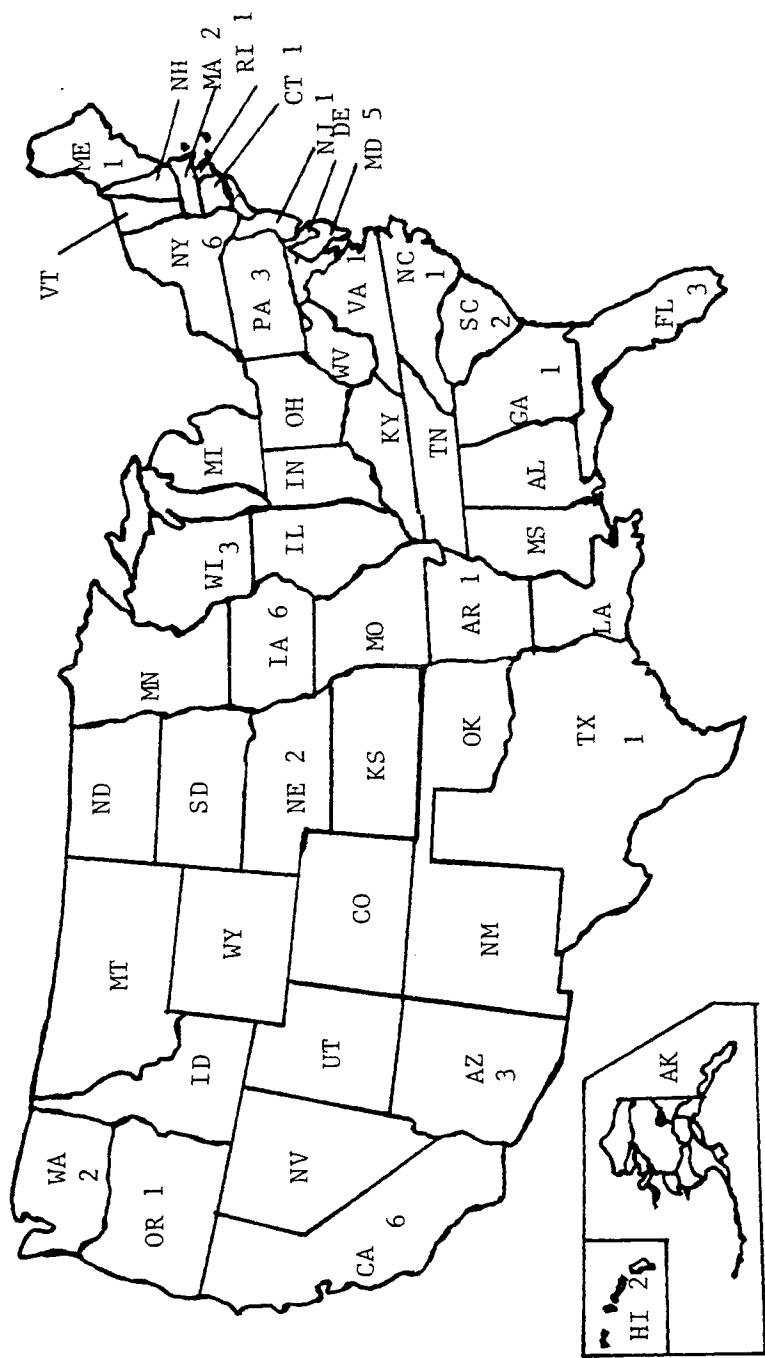 WA
2
OR 1
CA
6
NV
ID
MT
WY
UT
AZ
3
CO
NM
ND
SD
NE 2
KS
OK
TX
1
MN
IA 6
MO
AR 1
LA
WI
3
IL
MI
IN
OH
KY
TN
MS
AL
GA
1
FL
3
SC
2
NC
1
VA 1
WV
PA 3
NY
6
VT
ME
1
NH
MA 2
RI 1
CT 1
NJ 1
DE
MD 5
AK
HI 2